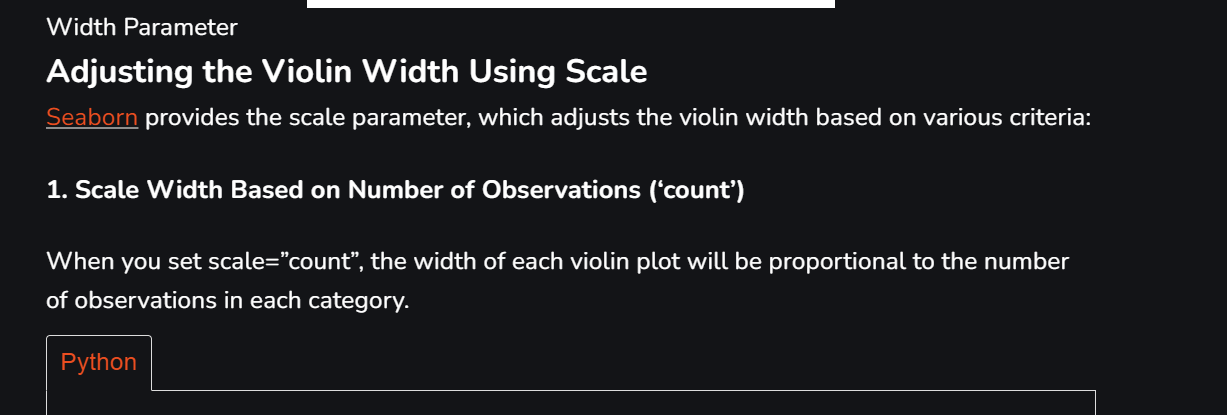 Width Parameter
Adjusting the Violin Width Using Scale
Seaborn provides the scale parameter, which adjusts the violin width based on various criteria:
1. Scale Width Based on Number of Observations (‘count’)
When you set scale=”count”, the width of each violin plot will be proportional to the number
of observations in each category.
Python